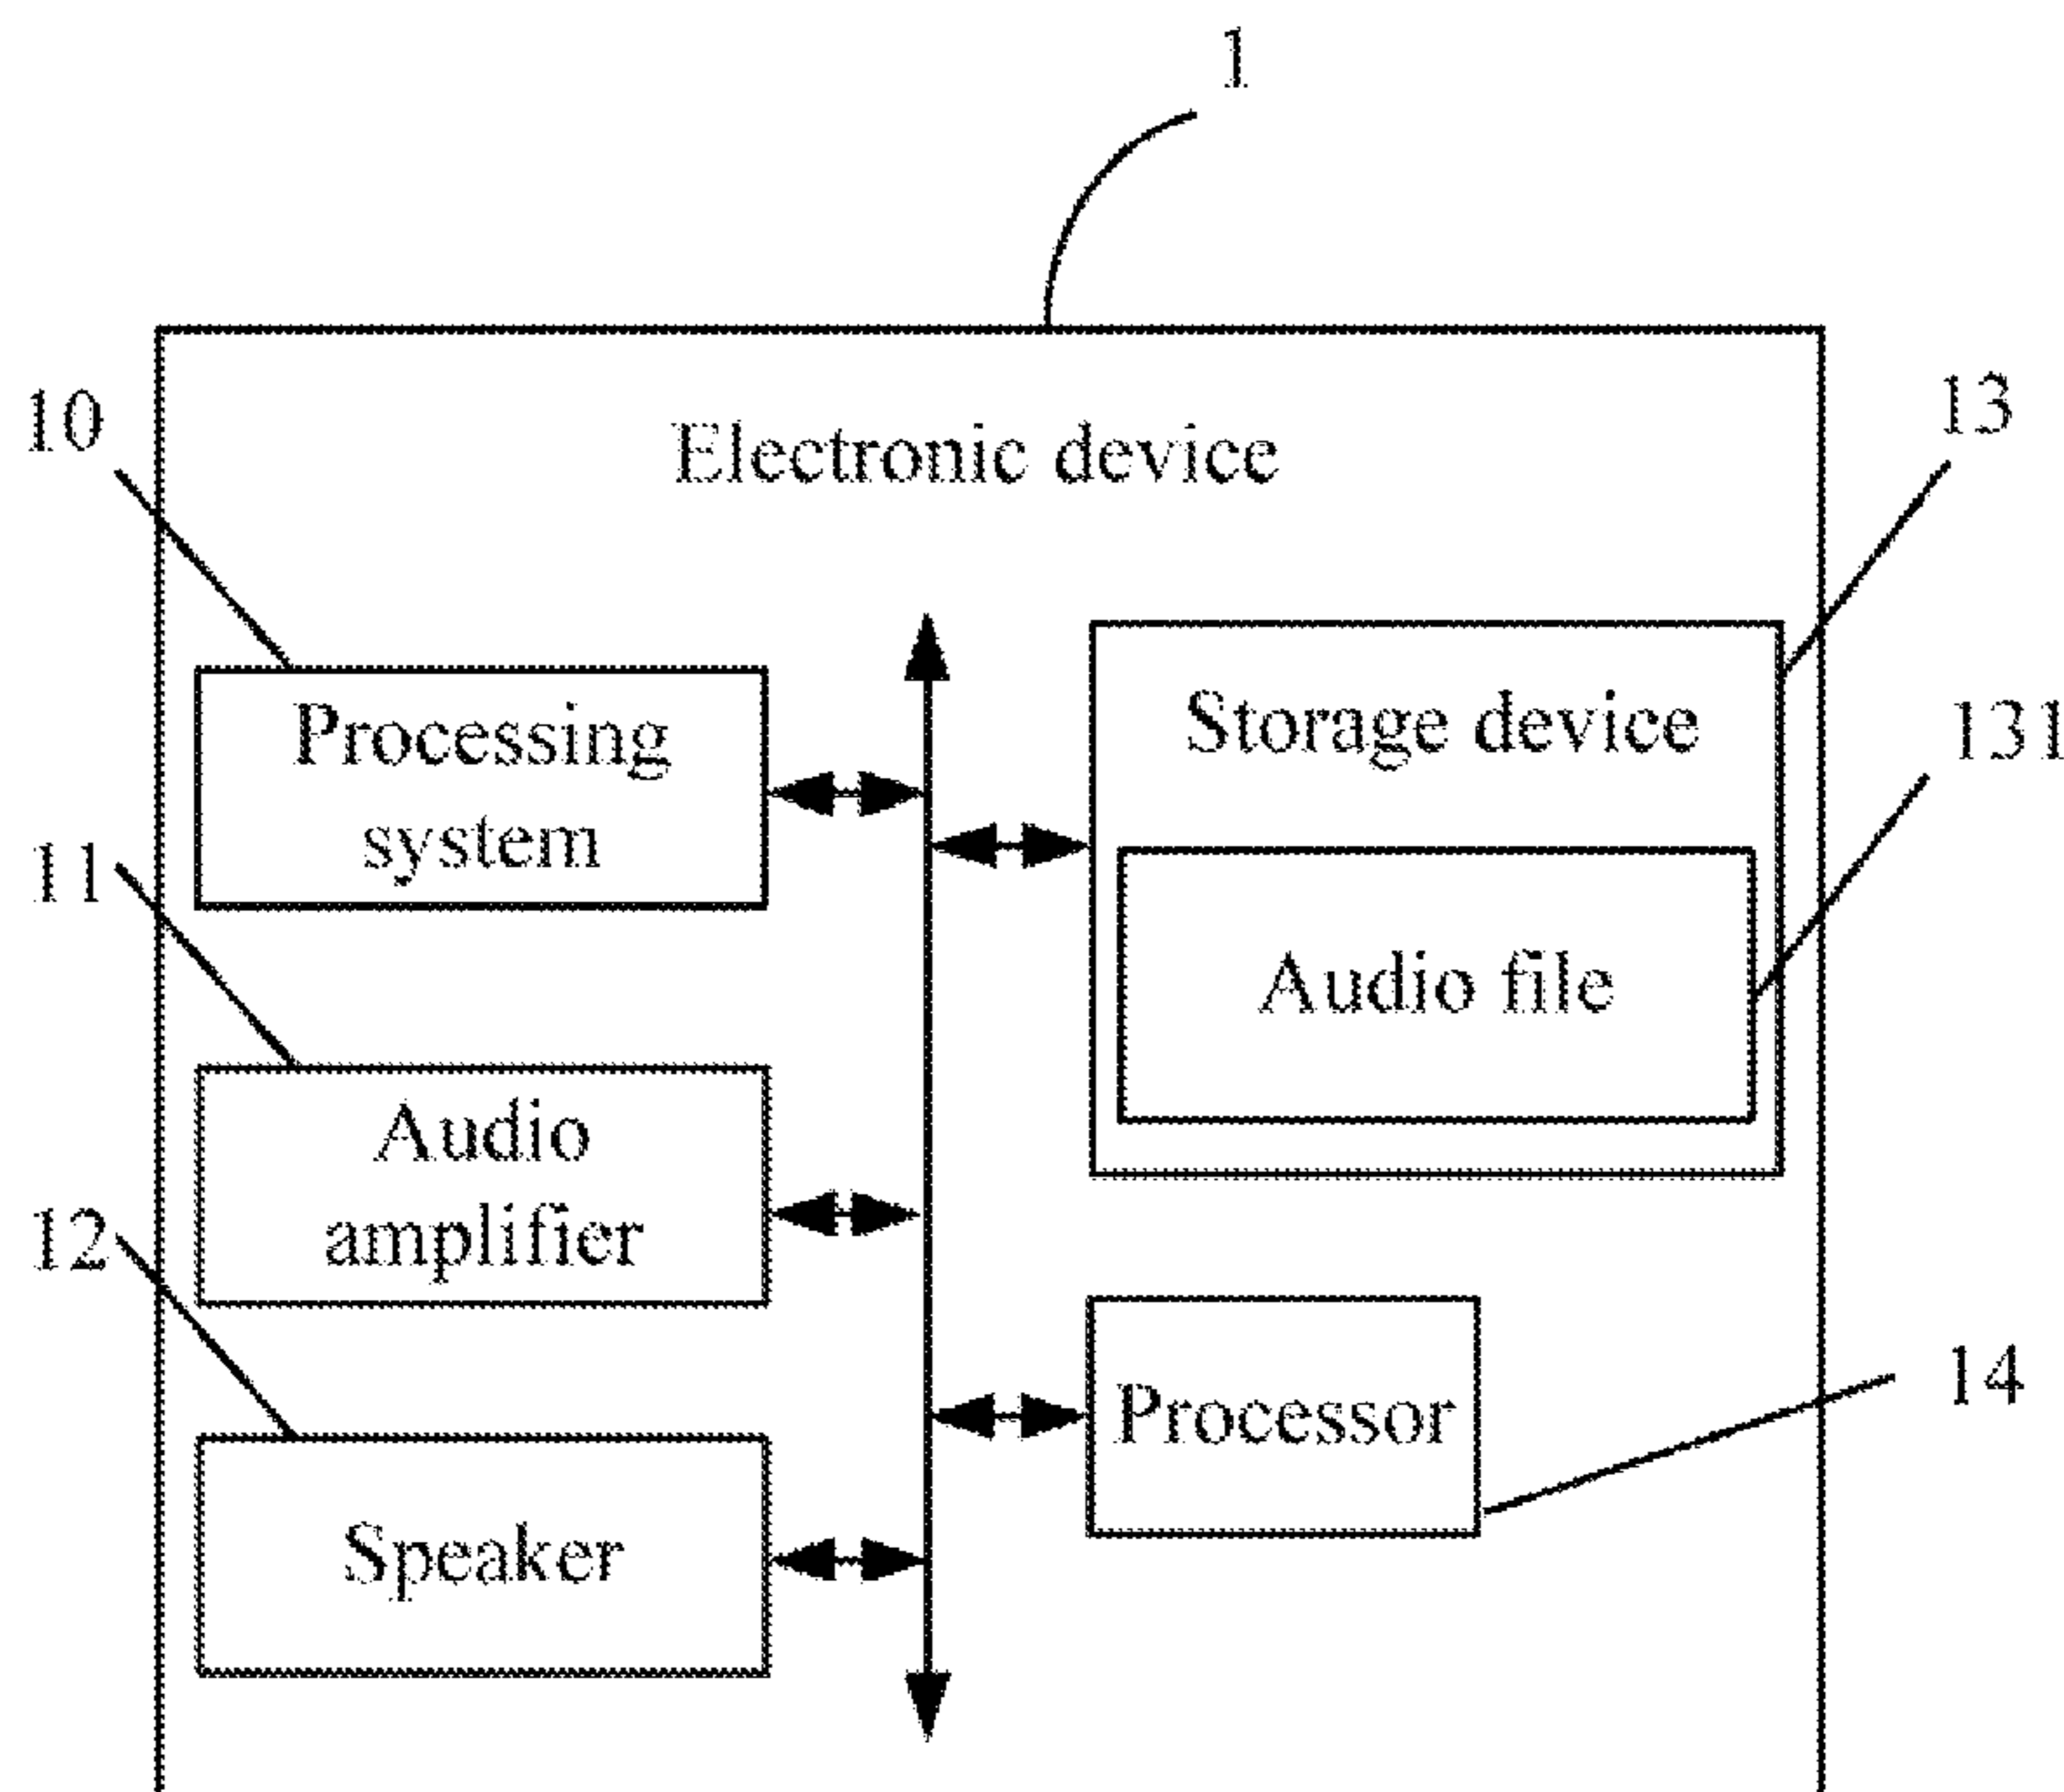 1
10
Electronic device
13
Processing
system
Storage device
131
11
Audio file
Audio
amplifier
12
Processor
14
Speaker